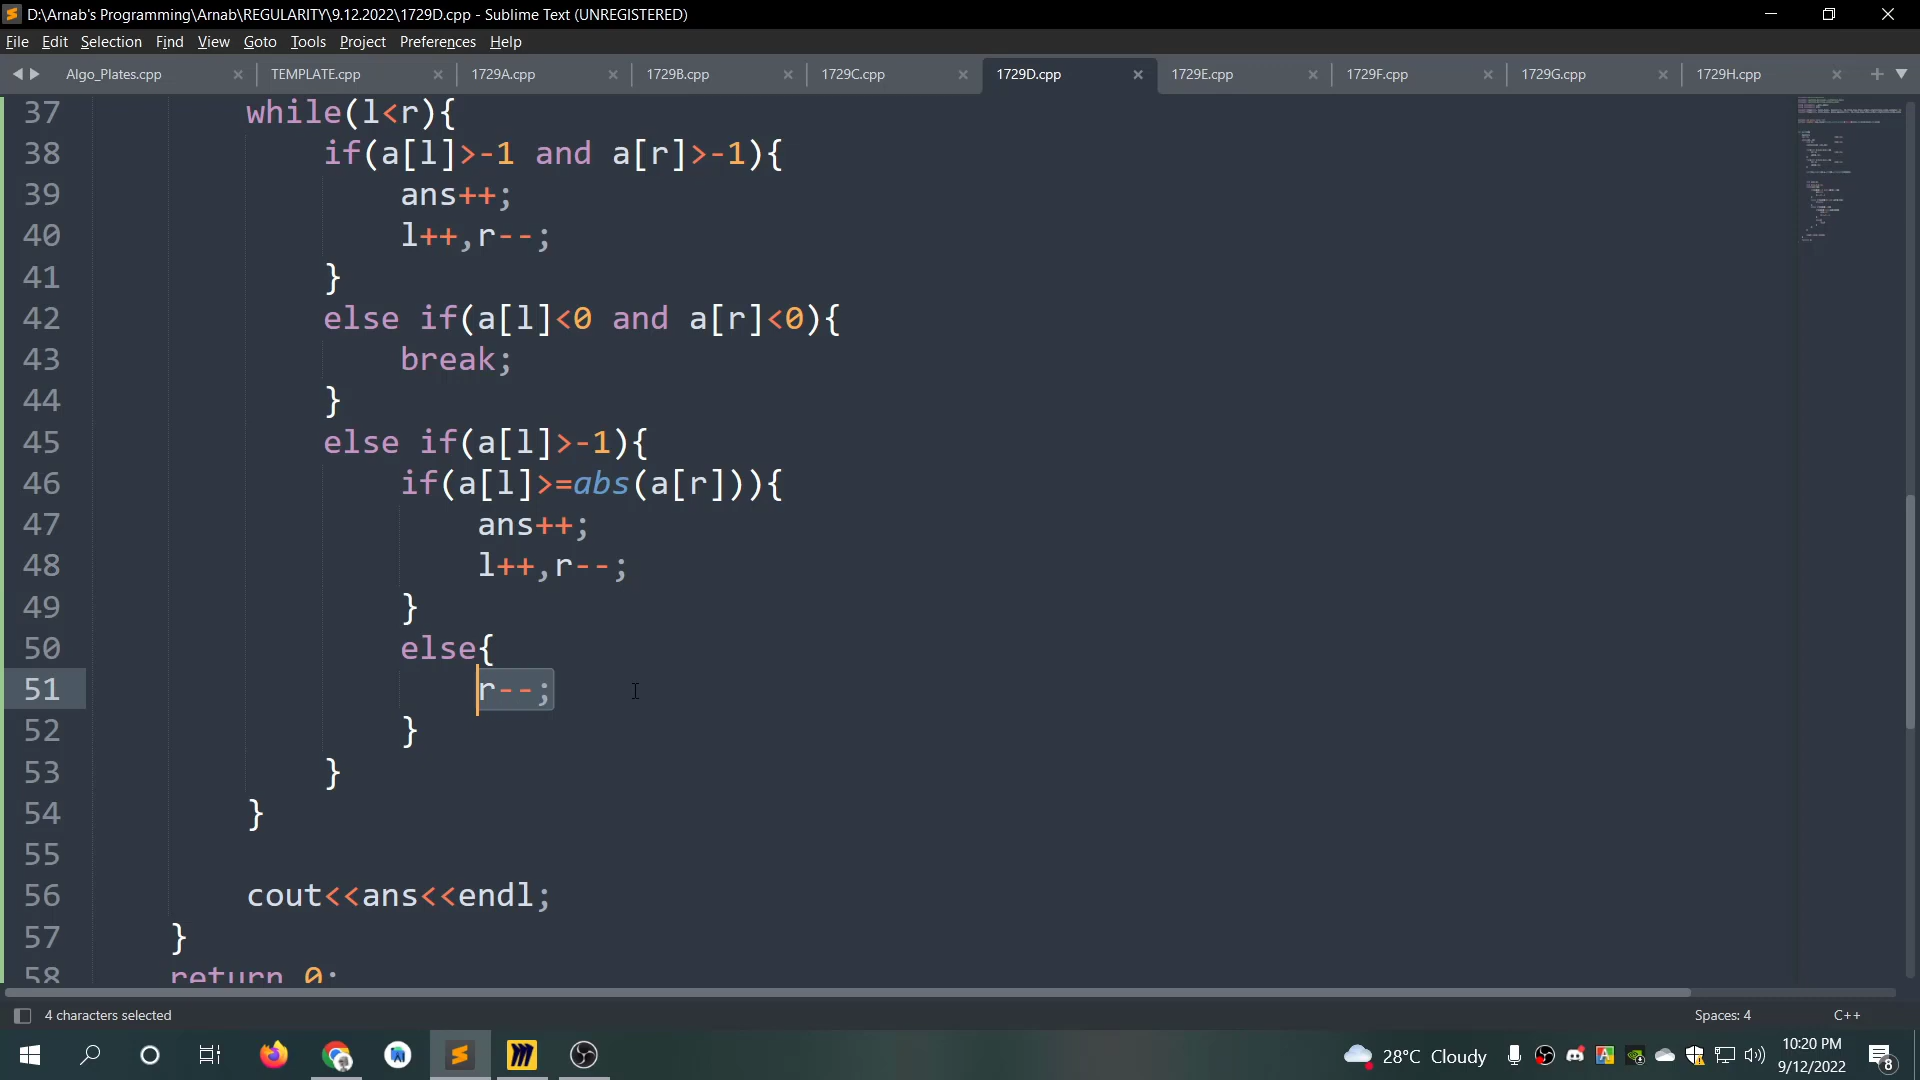 D:\Arnab's Programming\Arnab\REGULARITY\9.12.2022\1729D.cpp - Sublime Text (UNREGISTERED)
File Edit Selection Find View Goto Tools Project Preferences Help
Algo_Plates.cpp TEMPLATE.cpp 1729A.cpp 1729B.cpp 1729C.cpp 1729D.cpp 1729E.cpp 1729F.cpp 1729G.cpp 1729H.cpp
37 while(l<r){
38 if(a[l]>-1 and a[r]>-1){
39 ans++;
40 l++,r--;
41 }
42 else if(a[l]<0 and a[r]<0){
43 break;
44 }
45 else if(a[l]>-1){
46 if(a[l]>=abs(a[r])){
47 ans++;
48 l++,r--;
49 }
50 else{
51 r--;
52 }
53 }
54 }
55
56 cout<<ans<<endl;
57 }
58 return 0;
4 characters selected Spaces: 4 C++
28°C Cloudy 10:20 PM
9/12/2022 8